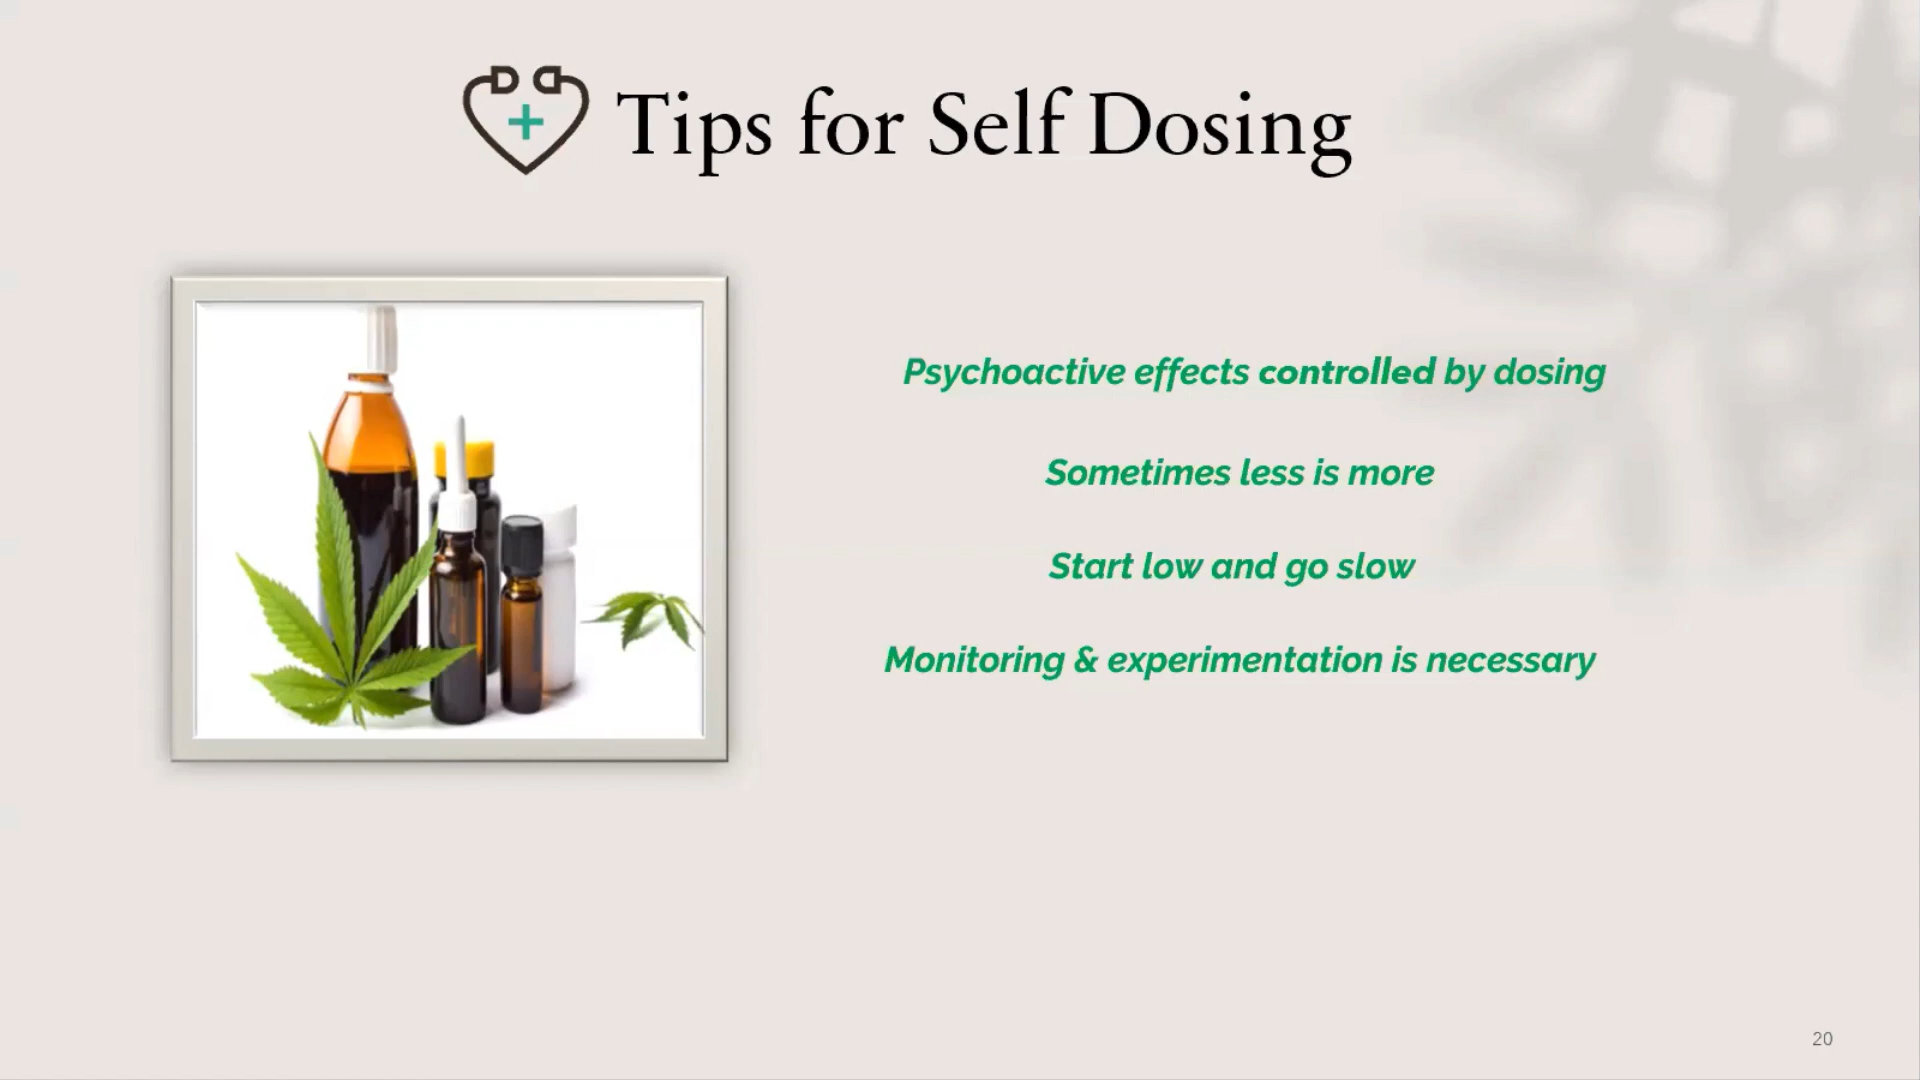 Tips for Self Dosing
Psychoactive effects controlled by dosing
Sometimes less is more
Start low and go slow
Monitoring & experimentation is necessary
20